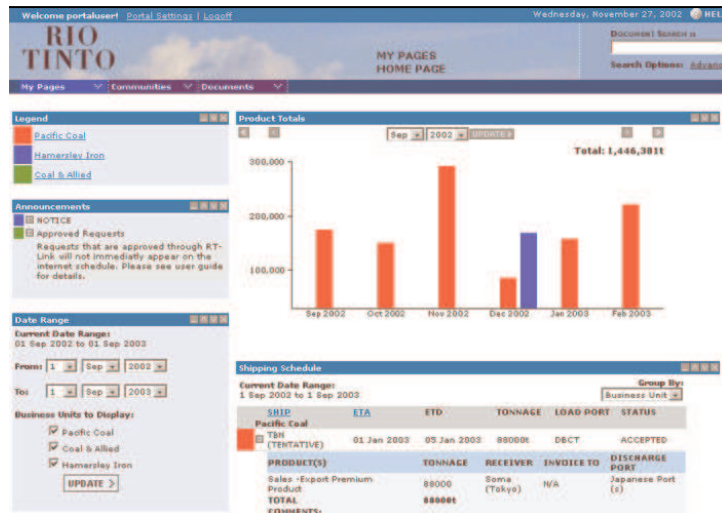 Welcome portaluser! Portal Settings | Logoff
Wednesday, November 27, 2002 HEL
RIO
TINTO
MY PAGES
HOME PAGE
Document Search
Search Options: Advanc
My Pages Communities Documents
Legend
Pacific Coal
Hamersley Iron
Coal & Allied
Announcements
NOTICE
Approved Requests
Requests that are approved through RT-
Link will not immediatly appear on the
internet schedule. Please see user guide
for details.
Date Range
Current Date Range:
01 Sep 2002 to 01 Sep 2003
From: 1 Sep 2002
To: 1 Sep 2003
Business Units to Display:
Pacific Coal
Coal & Allied
Hamersley Iron
UPDATE >
Product Totals
Sep 2002 UPDATE >
Total: 1,446,381t
300,000
200,000
100,000
Sep 2002 Oct 2002 Nov 2002 Dec 2002 Jan 2003 Feb 2003
Shipping Schedule
Current Date Range:
1 Sep 2002 to 1 Sep 2003
Group By:
Business Unit
SHIP ETA ETD TONNAGE LOAD PORT STATUS
Pacific Coal
TBN
(TENTATIVE) 01 Jan 2003 05 Jan 2003 88000t DBCT ACCEPTED
PRODUCT(S) TONNAGE RECEIVER INVOICE TO DISCHARGE
PORT
Sales -Export Premium
Product 88000 Soma
(Tokyo) N/A Japanese Port
(s)
TOTAL 88000t
COMMENTS: